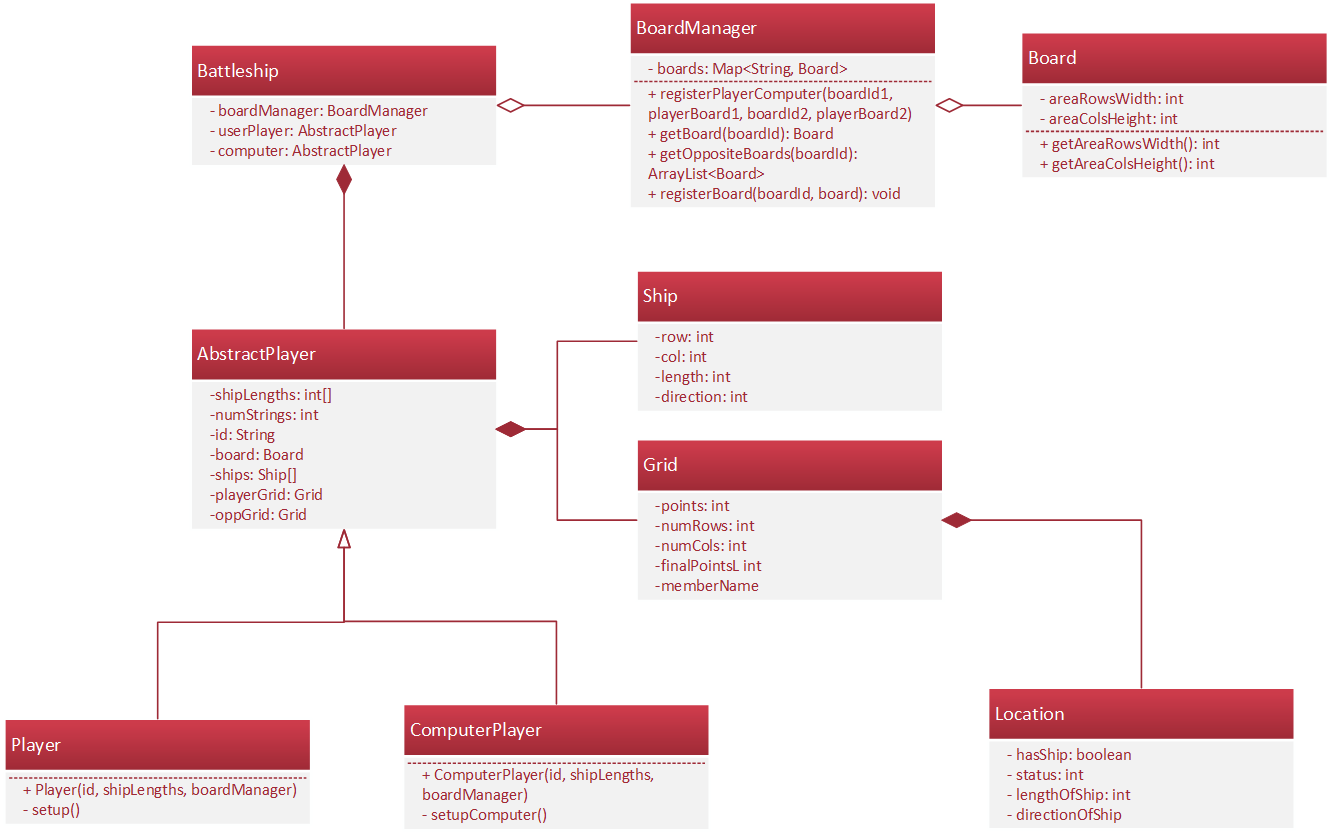 Battleship
- boardManager: BoardManager
- userPlayer: AbstractPlayer
- computer: AbstractPlayer
BoardManager
- boards: Map<String, Board>
+ registerPlayerComputer(boardId1,
playerBoard1, boardId2, playerBoard2)
+ getBoard(boardId): Board
+ getOppositeBoards(boardId):
ArrayList<Board>
+ registerBoard(boardId, board): void
Board
- areaRowsWidth: int
- areaColsHeight: int
+ getAreaRowsWidth(): int
+ getAreaColsHeight(): int
AbstractPlayer
-shipLengths: int[]
-numStrings: int
-id: String
-board: Board
-ships: Ship[]
-playerGrid: Grid
-oppGrid: Grid
Ship
-row: int
-col: int
-length: int
-direction: int
Grid
-points: int
-numRows: int
-numCols: int
-finalPointsL int
-memberName
Player
+ Player(id, shipLengths, boardManager)
- setup()
ComputerPlayer
+ ComputerPlayer(id, shipLengths,
boardManager)
- setupComputer()
Location
- hasShip: boolean
- status: int
- lengthOfShip: int
- directionOfShip